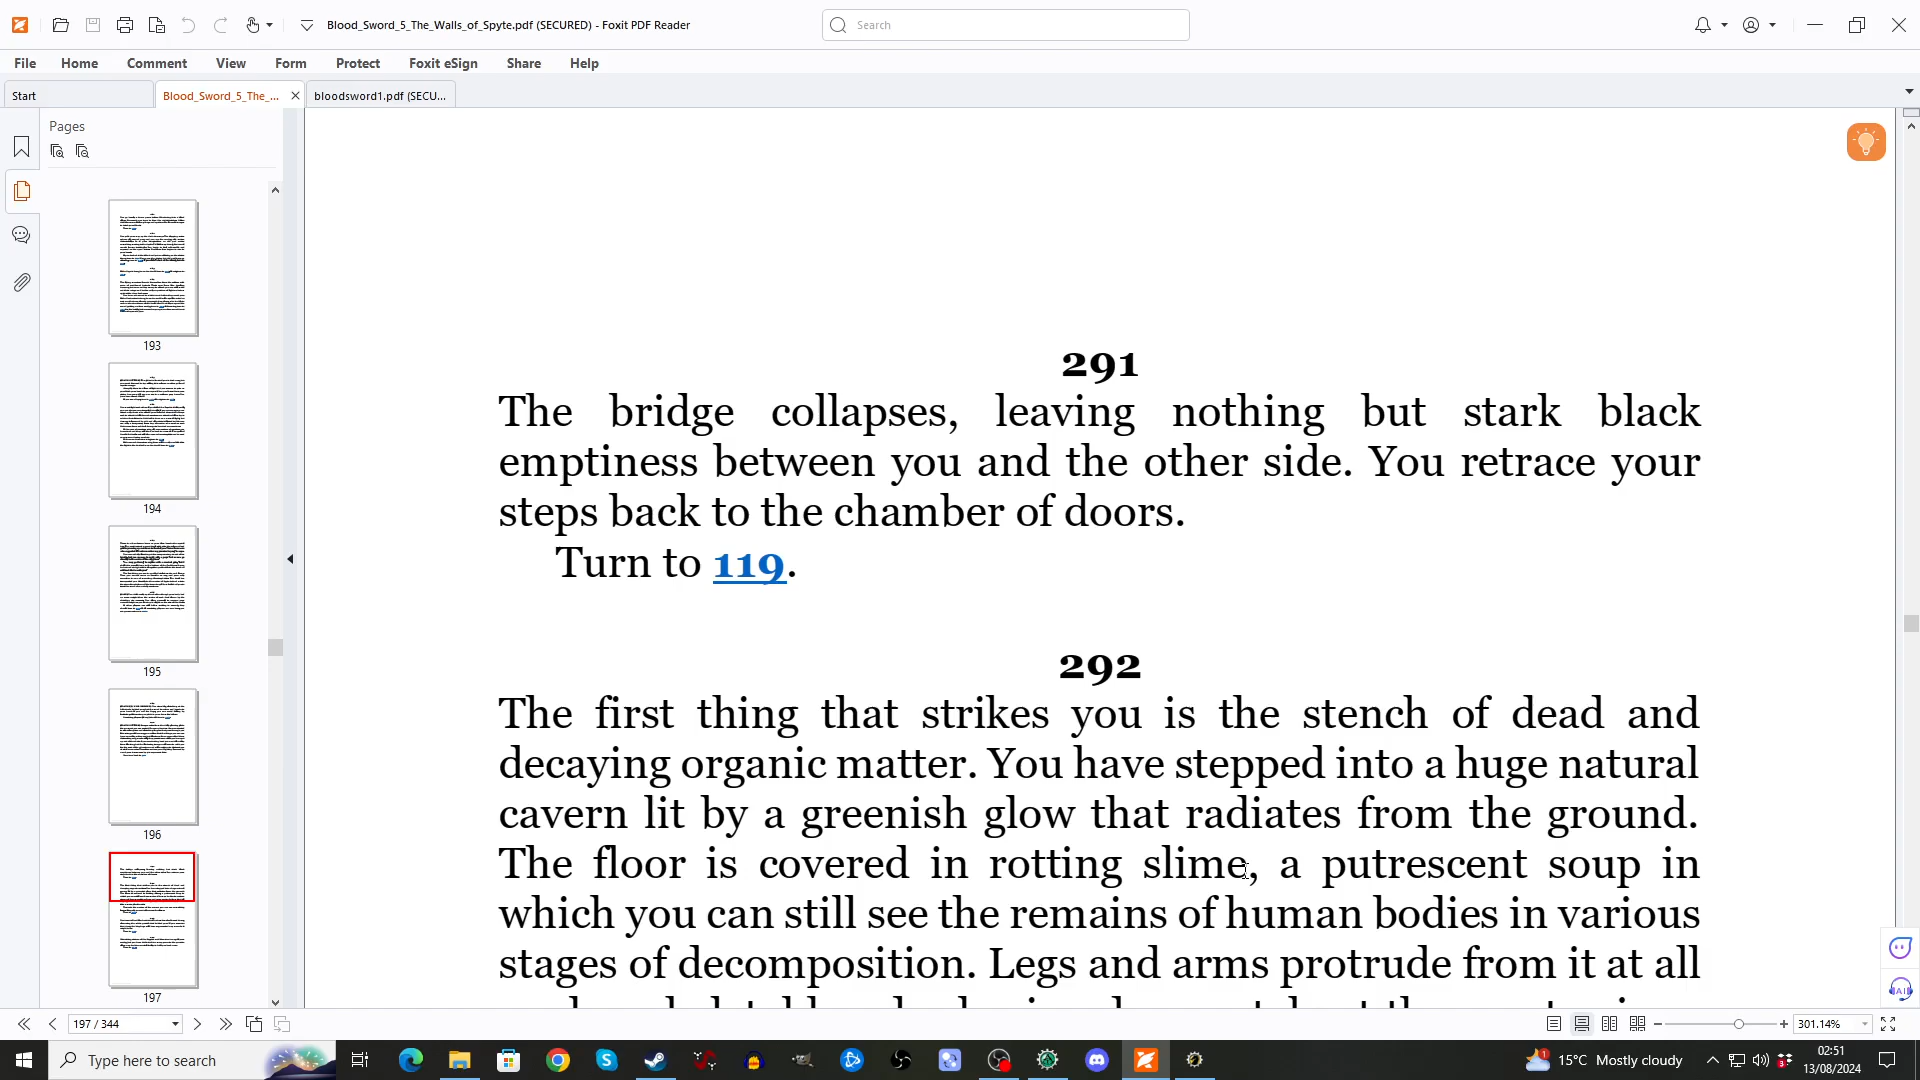 Blood_Sword_5_The_Walls_of_Spyte.pdf (SECURED) - Foxit PDF Reader
Search
File Home Comment View Form Protect Foxit eSign Share Help
Start
Blood_Sword_5_The_...
bloodsword1.pdf (SECU...
Pages
193
194
195
196
197
291
The bridge collapses, leaving nothing but stark black
emptiness between you and the other side. You retrace your
steps back to the chamber of doors.
Turn to 119.
292
The first thing that strikes you is the stench of dead and
decaying organic matter. You have stepped into a huge natural
cavern lit by a greenish glow that radiates from the ground.
The floor is covered in rotting slime, a putrescent soup in
which you can still see the remains of human bodies in various
stages of decomposition. Legs and arms protrude from it at all
197 / 344
301.14%
Type here to search
15°C Mostly cloudy
02:51
13/08/2024